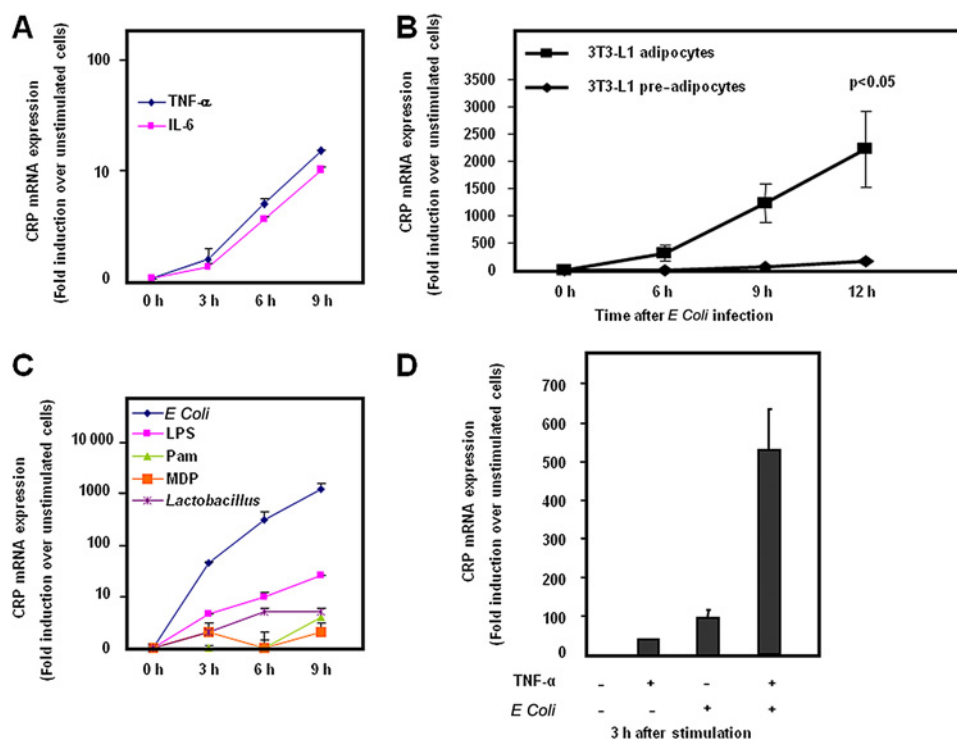 A
CRP mRNA expression
(Fold induction over unstimulated cells)
100
10
0
TNF-α
IL-6
0 h 3 h 6 h 9 h
B
CRP mRNA expression
(Fold induction over unstimulated cells)
3T3-L1 adipocytes
3T3-L1 pre-adipocytes
p<0.05
3500
3000
2500
2000
1500
1000
500
0
0 h 6 h 9 h 12 h
Time after E Coli infection
C
CRP mRNA expression
(Fold induction over unstimulated cells)
E Coli
LPS
Pam
MDP
Lactobacillus
10 000
1000
100
10
0
0 h 3 h 6 h 9 h
D
CRP mRNA expression
(Fold induction over unstimulated cells)
700
600
500
400
300
200
100
0
TNF-α - + - +
E Coli - - + +
3 h after stimulation